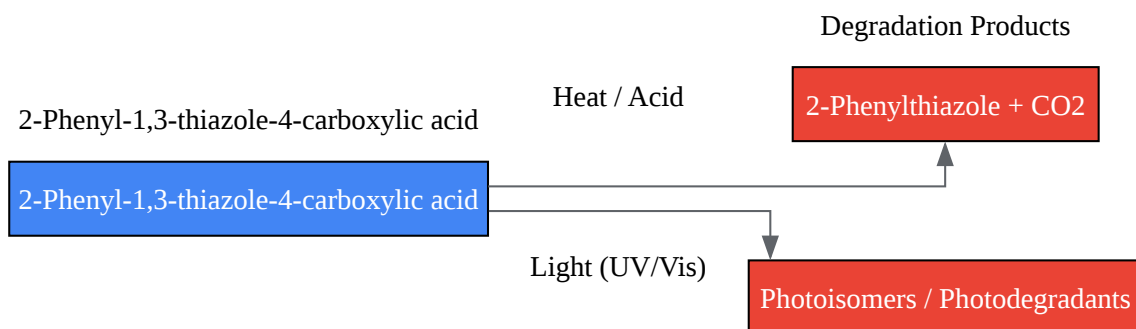 Degradation Products
Heat / Acid
2-Phenylthiazole + CO2
2-Phenyl-1,3-thiazole-4-carboxylic acid
2-Phenyl-1,3-thiazole-4-carboxylic acid
Light (UV/Vis)
Photoisomers / Photodegradants